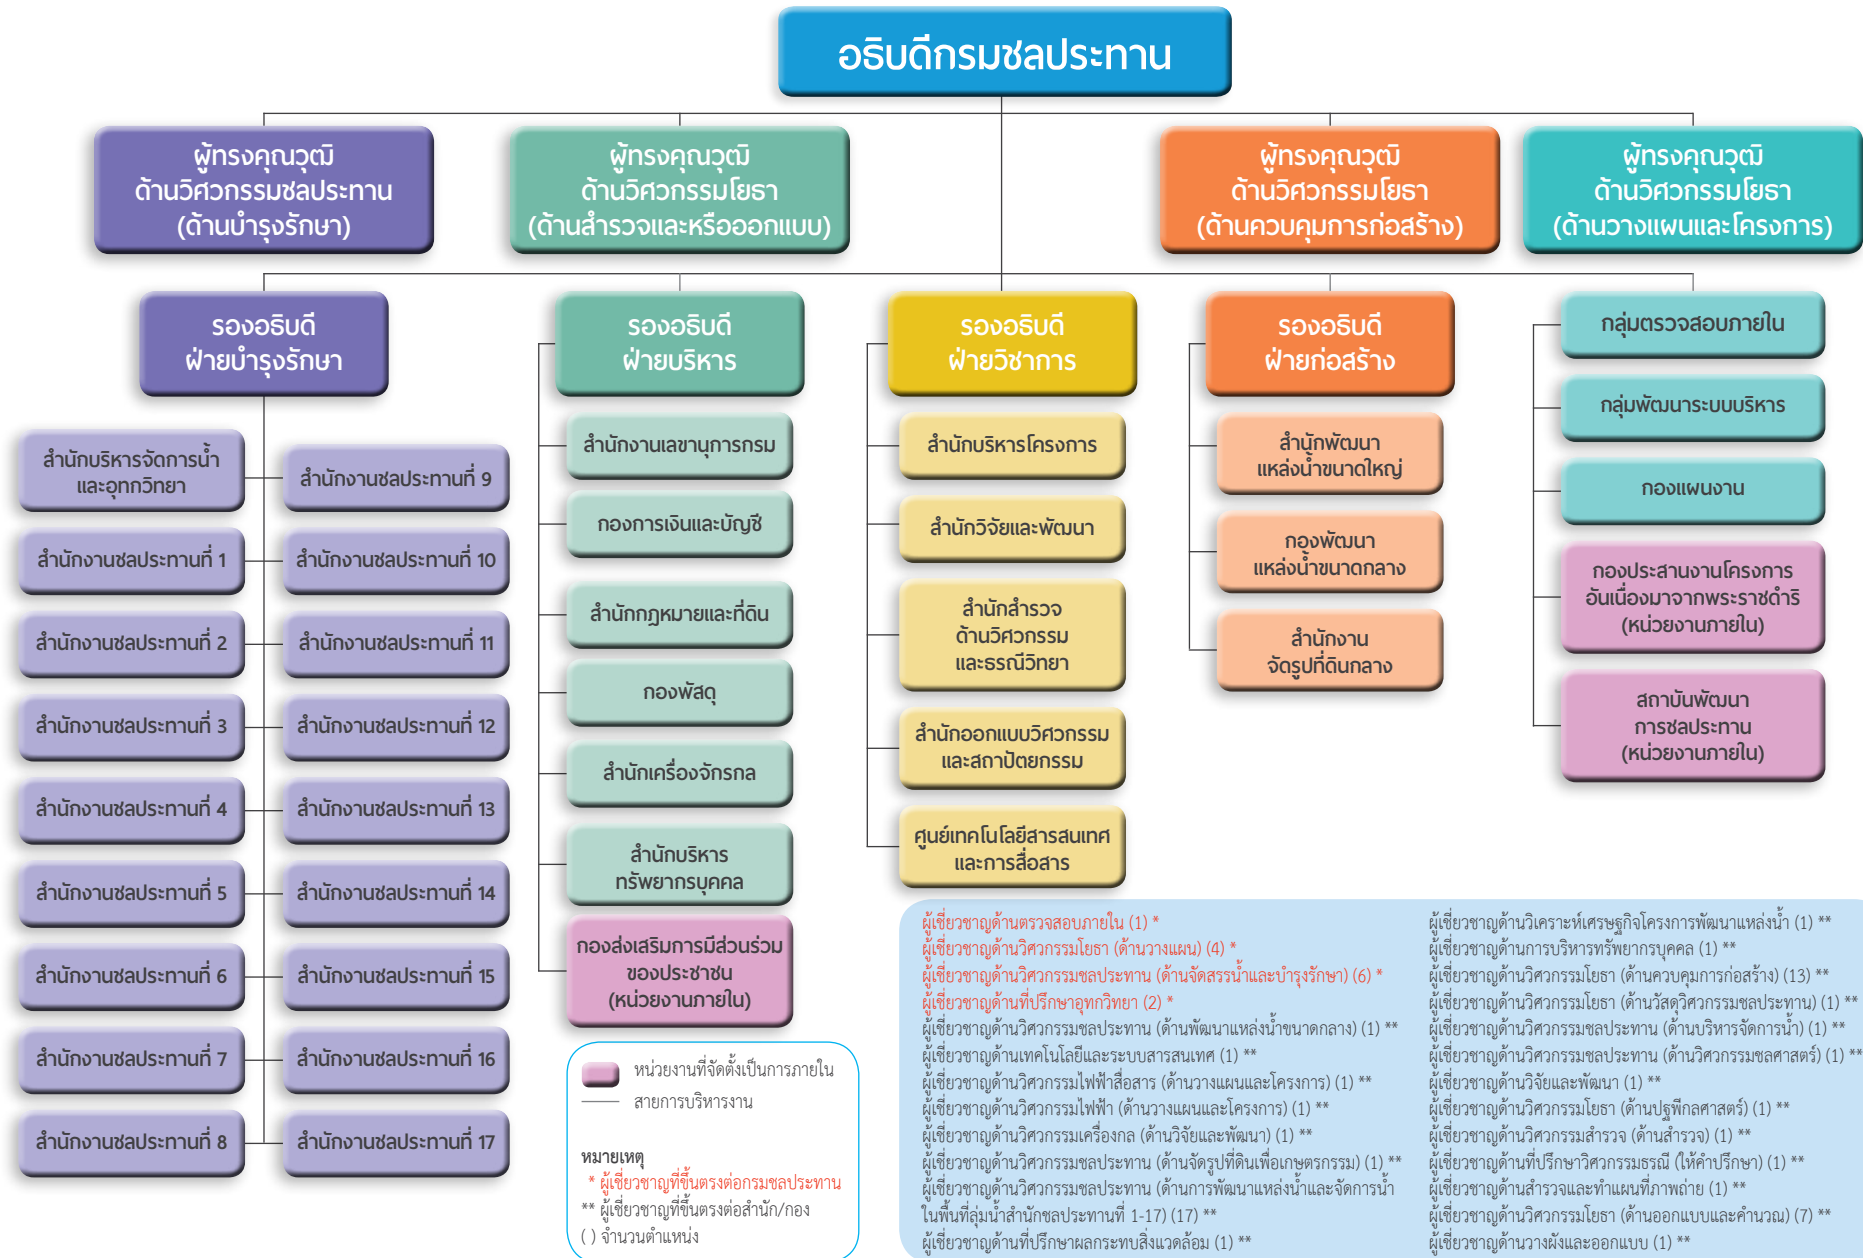 อธิบดีกรมชลประทาน
ผู้ทรงคุณวุฒิ
ด้านวิศวกรรมชลประทาน
(ด้านบำรุงรักษา)
ผู้ทรงคุณวุฒิ
ด้านวิศวกรรมโยธา
(ด้านสำรวจและหรือออกแบบ)
ผู้ทรงคุณวุฒิ
ด้านวิศวกรรมโยธา
(ด้านควบคุมการก่อสร้าง)
ผู้ทรงคุณวุฒิ
ด้านวิศวกรรมโยธา
(ด้านวางแผนและโครงการ)
รองอธิบดี
ฝ่ายบำรุงรักษา
สำนักบริหารจัดการน้ำ
และอุทกวิทยา
สำนักงานชลประทานที่ 1
สำนักงานชลประทานที่ 2
สำนักงานชลประทานที่ 3
สำนักงานชลประทานที่ 4
สำนักงานชลประทานที่ 5
สำนักงานชลประทานที่ 6
สำนักงานชลประทานที่ 7
สำนักงานชลประทานที่ 8
สำนักงานชลประทานที่ 9
สำนักงานชลประทานที่ 10
สำนักงานชลประทานที่ 11
สำนักงานชลประทานที่ 12
สำนักงานชลประทานที่ 13
สำนักงานชลประทานที่ 14
สำนักงานชลประทานที่ 15
สำนักงานชลประทานที่ 16
สำนักงานชลประทานที่ 17
รองอธิบดี
ฝ่ายบริหาร
สำนักงานเลขานุการกรม
กองการเงินและบัญชี
สำนักกฎหมายและที่ดิน
กองพัสดุ
สำนักเครื่องจักรกล
สำนักบริหาร
ทรัพยากรบุคคล
กองส่งเสริมการมีส่วนร่วม
ของประชาชน
(หน่วยงานภายใน)
รองอธิบดี
ฝ่ายวิชาการ
สำนักบริหารโครงการ
สำนักวิจัยและพัฒนา
สำนักสำรวจ
ด้านวิศวกรรม
และธรณีวิทยา
สำนักออกแบบวิศวกรรม
และสถาปัตยกรรม
ศูนย์เทคโนโลยีสารสนเทศ
และการสื่อสาร
รองอธิบดี
ฝ่ายก่อสร้าง
สำนักพัฒนา
แหล่งน้ำขนาดใหญ่
กองพัฒนา
แหล่งน้ำขนาดกลาง
สำนักงาน
จัดรูปที่ดินกลาง
กลุ่มตรวจสอบภายใน
กลุ่มพัฒนาระบบบริหาร
กองแผนงาน
กองประสานงานโครงการ
อันเนื่องมาจากพระราชดำริ
(หน่วยงานภายใน)
สถาบันพัฒนา
การชลประทาน
(หน่วยงานภายใน)
หน่วยงานที่จัดตั้งเป็นการภายใน
สายการบริหารงาน
หมายเหตุ
* ผู้เชี่ยวชาญที่ขึ้นตรงต่อกรมชลประทาน
** ผู้เชี่ยวชาญที่ขึ้นตรงต่อสำนัก/กอง
( ) จำนวนตำแหน่ง
ผู้เชี่ยวชาญด้านตรวจสอบภายใน (1) *
ผู้เชี่ยวชาญด้านวิศวกรรมโยธา (ด้านวางแผน) (4) *
ผู้เชี่ยวชาญด้านวิศวกรรมชลประทาน (ด้านจัดสรรน้ำและบำรุงรักษา) (6) *
ผู้เชี่ยวชาญด้านที่ปรึกษาอุทกวิทยา (2) *
ผู้เชี่ยวชาญด้านวิศวกรรมชลประทาน (ด้านพัฒนาแหล่งน้ำขนาดกลาง) (1) **
ผู้เชี่ยวชาญด้านเทคโนโลยีและระบบสารสนเทศ (1) **
ผู้เชี่ยวชาญด้านวิศวกรรมไฟฟ้าสื่อสาร (ด้านวางแผนและโครงการ) (1) **
ผู้เชี่ยวชาญด้านวิศวกรรมไฟฟ้า (ด้านวางแผนและโครงการ) (1) **
ผู้เชี่ยวชาญด้านวิศวกรรมเครื่องกล (ด้านวิจัยและพัฒนา) (1) **
ผู้เชี่ยวชาญด้านวิศวกรรมชลประทาน (ด้านจัดรูปที่ดินเพื่อเกษตรกรรม) (1) **
ผู้เชี่ยวชาญด้านวิศวกรรมชลประทาน (ด้านการพัฒนาแหล่งน้ำและจัดการน้ำ
ในพื้นที่ลุ่มน้ำสำนักชลประทานที่ 1-17) (17) **
ผู้เชี่ยวชาญด้านที่ปรึกษาผลกระทบสิ่งแวดล้อม (1) **
ผู้เชี่ยวชาญด้านวิเคราะห์เศรษฐกิจโครงการพัฒนาแหล่งน้ำ (1) **
ผู้เชี่ยวชาญด้านการบริหารทรัพยากรบุคคล (1) **
ผู้เชี่ยวชาญด้านวิศวกรรมโยธา (ด้านควบคุมการก่อสร้าง) (13) **
ผู้เชี่ยวชาญด้านวิศวกรรมโยธา (ด้านวัสดุวิศวกรรมชลประทาน) (1) **
ผู้เชี่ยวชาญด้านวิศวกรรมชลประทาน (ด้านบริหารจัดการน้ำ) (1) **
ผู้เชี่ยวชาญด้านวิศวกรรมชลประทาน (ด้านวิศวกรรมชลศาสตร์) (1) **
ผู้เชี่ยวชาญด้านวิจัยและพัฒนา (1) **
ผู้เชี่ยวชาญด้านวิศวกรรมโยธา (ด้านปฐพีกลศาสตร์) (1) **
ผู้เชี่ยวชาญด้านวิศวกรรมสำรวจ (ด้านสำรวจ) (1) **
ผู้เชี่ยวชาญด้านที่ปรึกษาวิศวกรรมธรณี (ให้คำปรึกษา) (1) **
ผู้เชี่ยวชาญด้านสำรวจและทำแผนที่ภาพถ่าย (1) **
ผู้เชี่ยวชาญด้านวิศวกรรมโยธา (ด้านออกแบบและคำนวณ) (7) **
ผู้เชี่ยวชาญด้านวางผังและออกแบบ (1) **